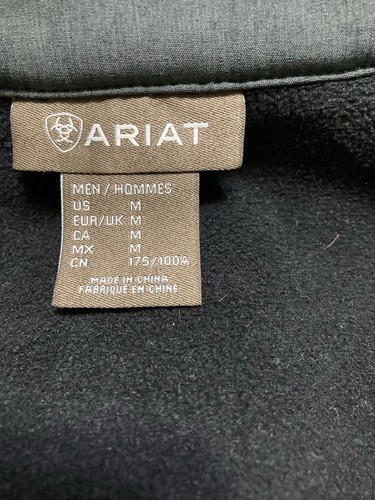 ARIAT
MEN / HOMMES
US M
EUR/UK M
CA M
MX M
CN 175/100A
MADE IN CHINA
FABRIQUÉ EN CHINE